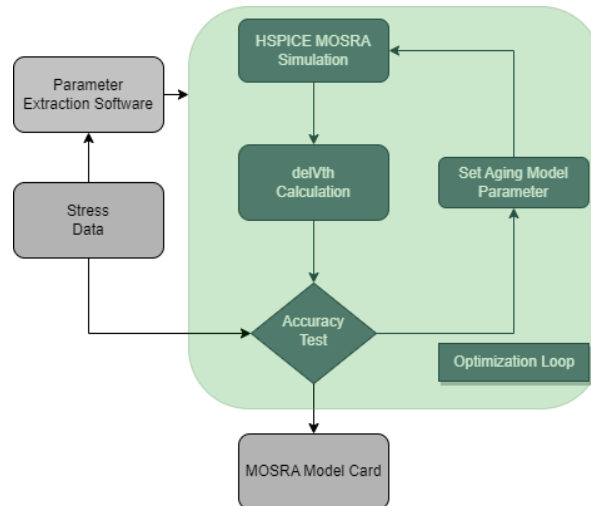 HSPICE MOSRA
Simulation
Parameter
Extraction Software
delVth
Calculation
Set Aging Model
Parameter
Stress
Data
Accuracy
Test
Optimization Loop
MOSRA Model Card